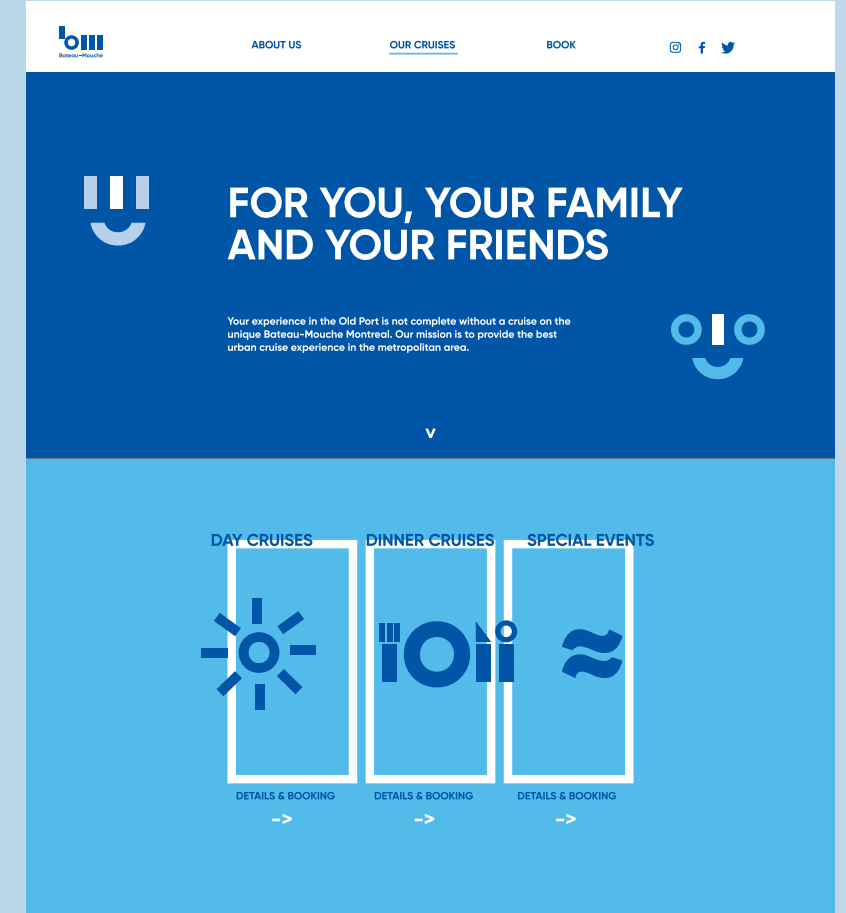 bm
Bateau-Mouche
ABOUT US
OUR CRUISES
BOOK
FOR YOU, YOUR FAMILY
AND YOUR FRIENDS
Your experience in the Old Port is not complete without a cruise on the
unique Bateau-Mouche Montreal. Our mission is to provide the best
urban cruise experience in the metropolitan area.
v
DAY CRUISES
DINNER CRUISES
SPECIAL EVENTS
DETAILS & BOOKING
DETAILS & BOOKING
DETAILS & BOOKING
->
->
->